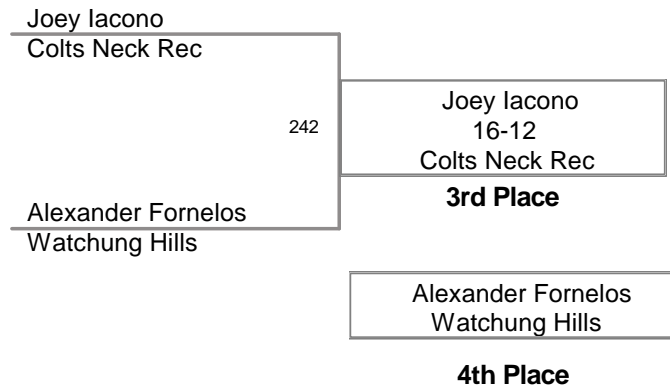 Joey Iacono
Colts Neck Rec
242
Joey Iacono
16-12
Colts Neck Rec
3rd Place
Alexander Fornelos
Watchung Hills
Alexander Fornelos
Watchung Hills
4th Place